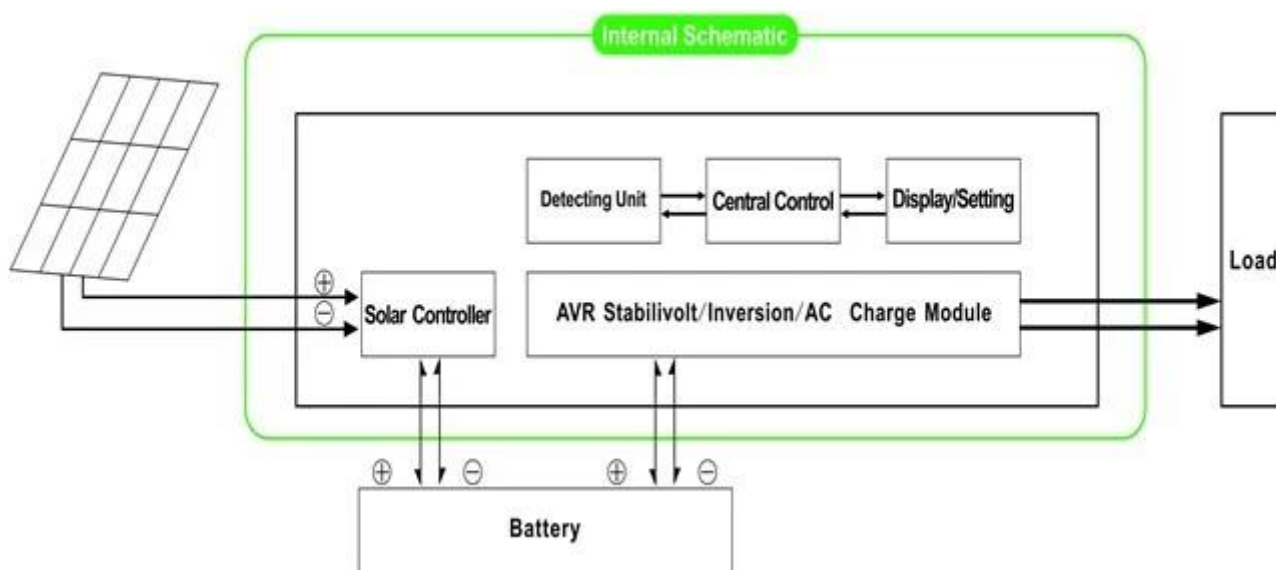 Internal Schematic
Detecting Unit
Central Control
Display/Setting
Load
⊕
⊖
Solar Controller
AVR Stabilivolt/Inversion/AC Charge Module
⊕ ⊖ ⊕ ⊖
Battery